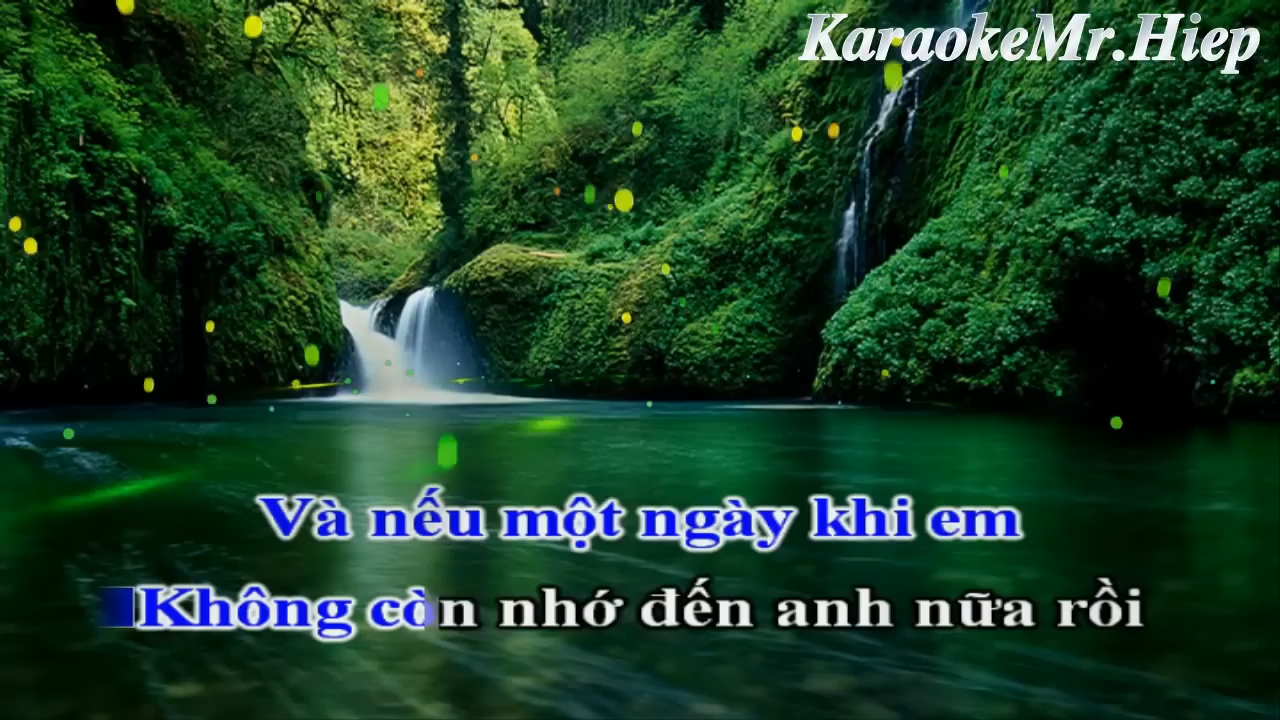 KaraokeMr.Hiep
Và nếu một ngày khi em
Không còn nhớ đến anh nữa rồi